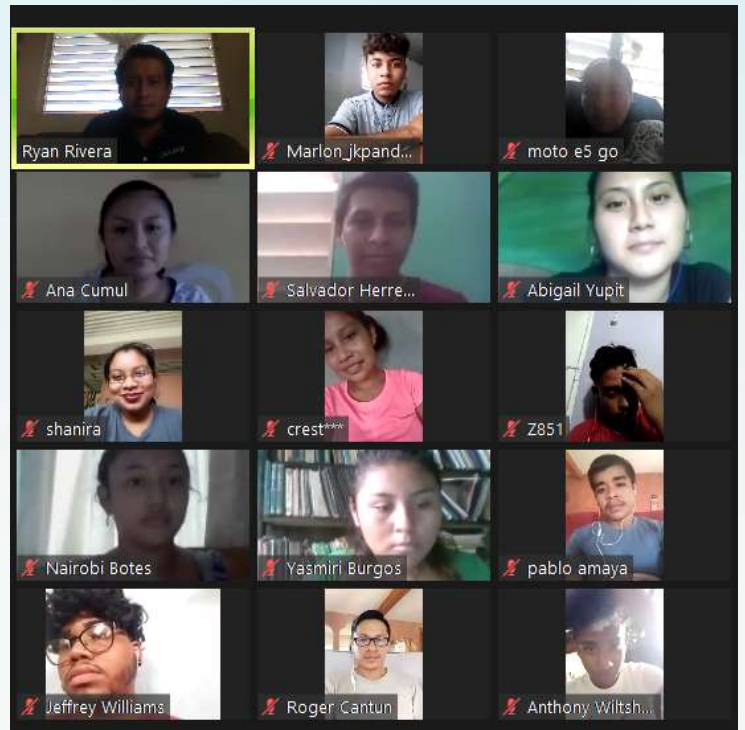 Ryan Rivera
Marlon_jkpand...
moto e5 go
Ana Cumul
Salvador Herre...
Abigail Yupit
shanira
crest***
Z851
Nairobi Botes
Yasmiri Burgos
pablo amaya
Jeffrey Williams
Roger Cantun
Anthony Wiltsh...